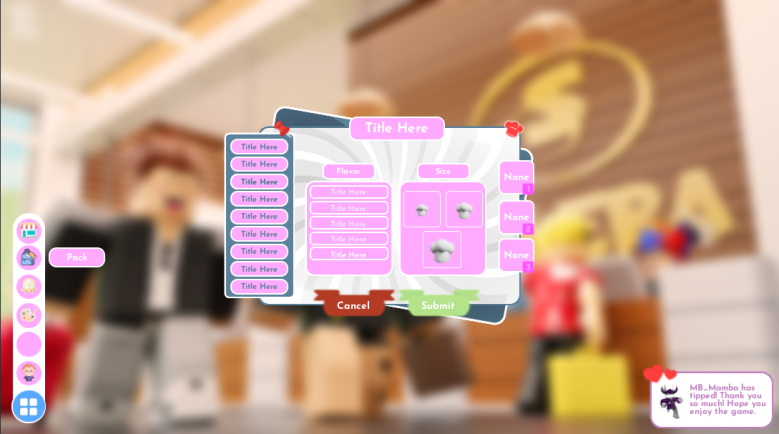 Title Here
Title Here
Title Here
Title Here
Title Here
Title Here
Title Here
Title Here
Title Here
Title Here
Flavor
Size
Title Here
Title Here
Title Here
Title Here
Title Here
None
1
None
2
None
3
Pack
Cancel
Submit
MB_Mamba has
tipped! Thank you
so much! Hope you
enjoy the game.